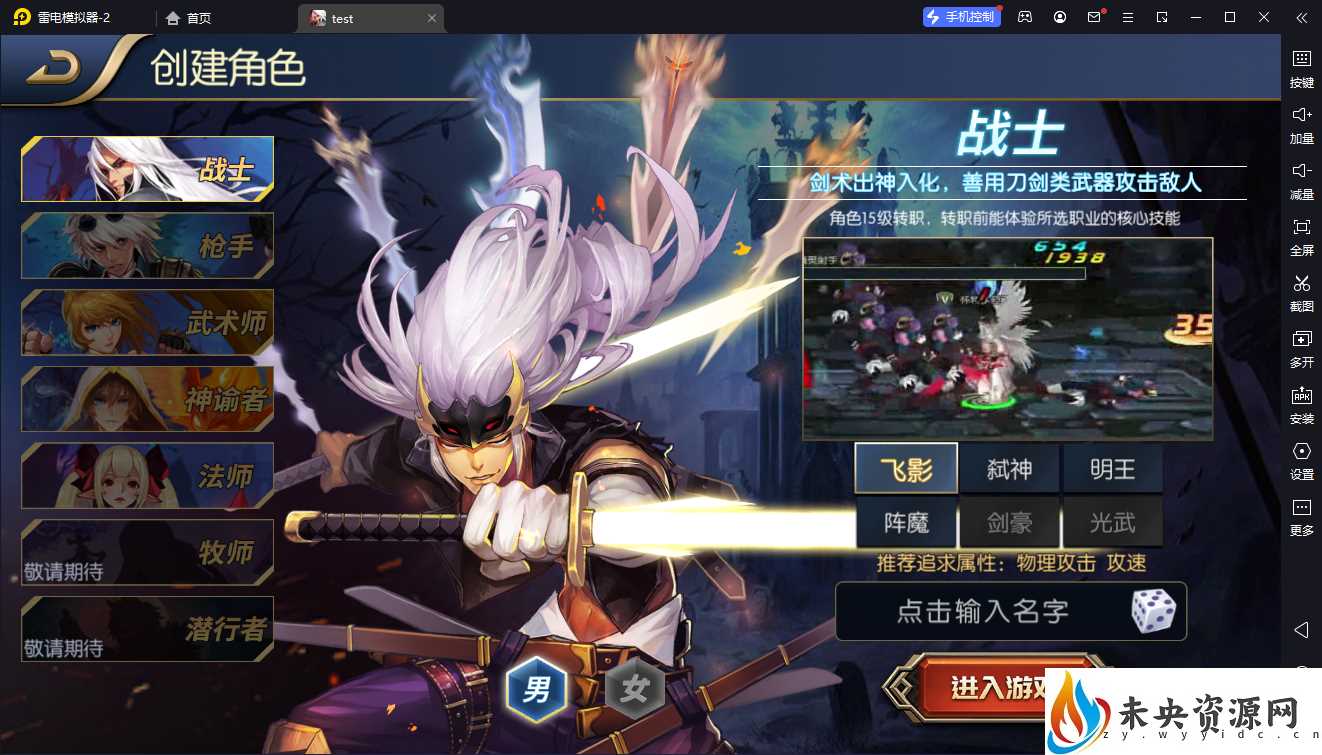 雷电模拟器-2
首页
test
手机控制
创建角色
按键
加量
减量
全屏
截图
多开
APK
安装
设置
更多
战士
枪手
武术师
神谕者
法师
牧师
敬请期待
潜行者
敬请期待
战士
剑术出神入化，善用刀剑类武器攻击敌人
角色15级转职，转职前能体验所选职业的核心技能
654
1938
V
35
飞影
弑神
明王
阵魔
剑豪
光武
推荐追求属性：物理攻击 攻速
点击输入名字
男
女
进入游戏
未央资源网
zy.wyyidc.cn